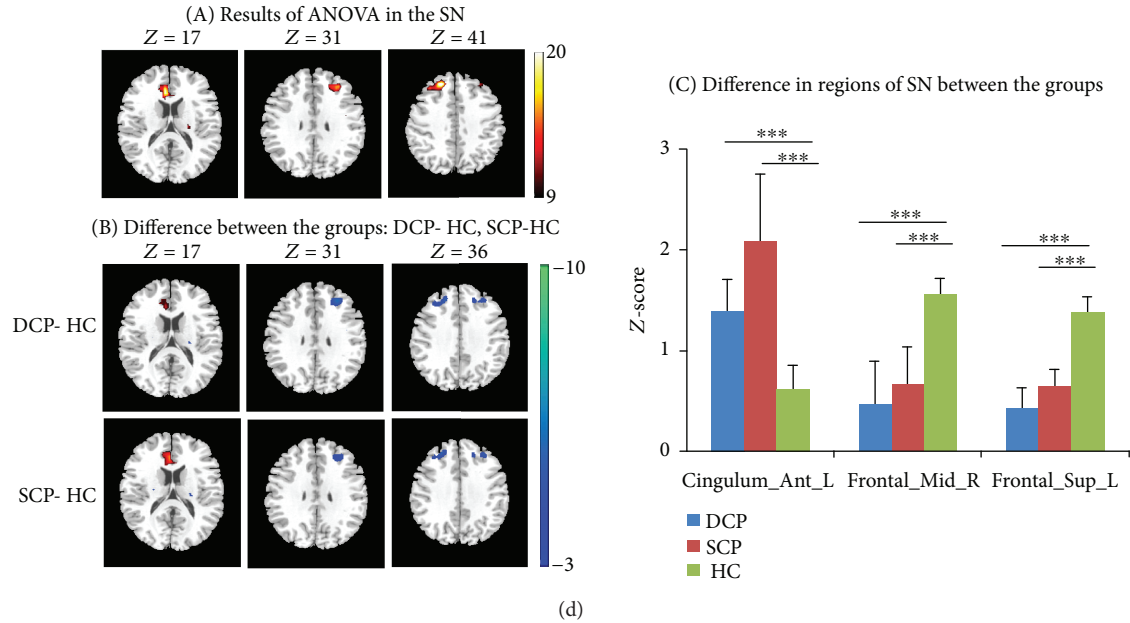 (A) Results of ANOVA in the SN
Z = 17
Z = 31
Z = 41
20
9
(B) Difference between the groups: DCP- HC, SCP-HC
Z = 17
Z = 31
Z = 36
−10
DCP- HC
SCP- HC
−3
(C) Difference in regions of SN between the groups
***
***
***
***
***
***
3
2
1
0
Z-score
Cingulum_Ant_L
Frontal_Mid_R
Frontal_Sup_L
DCP
SCP
HC
(d)